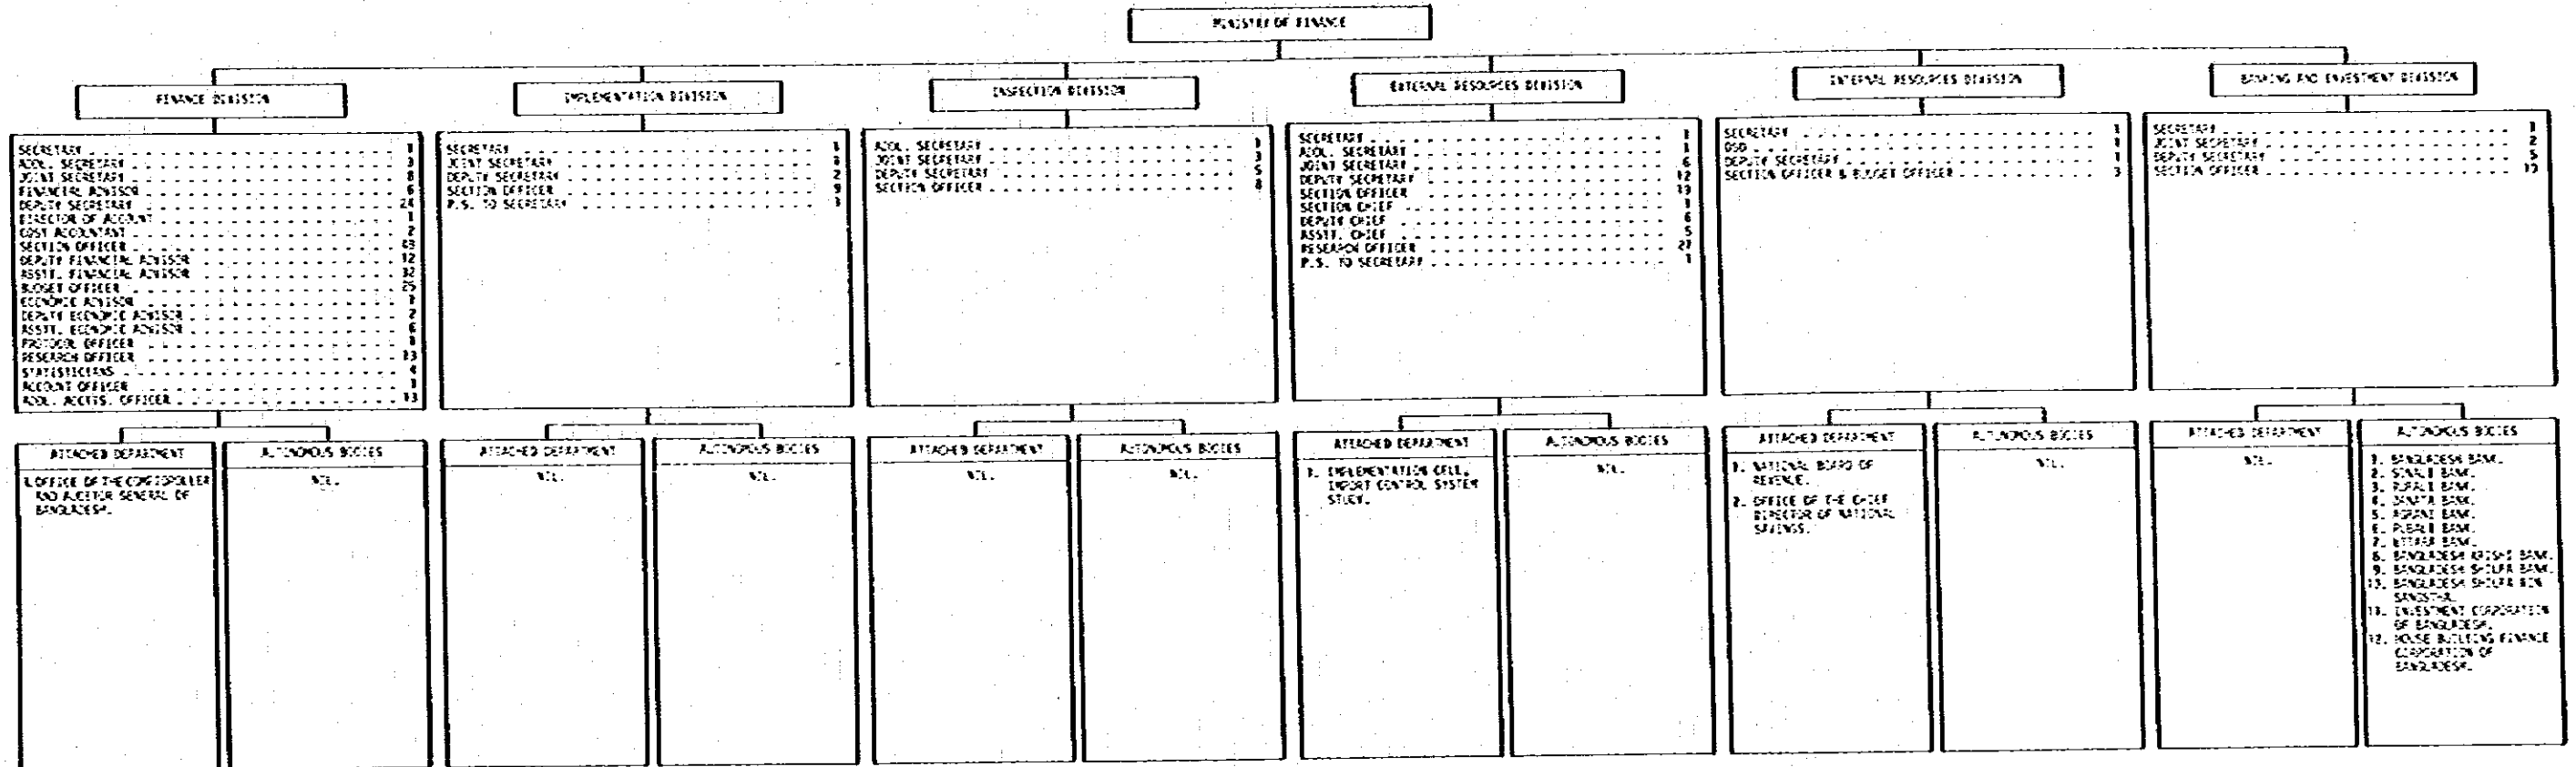 MINISTRY OF FINANCE
FINANCE DIVISION
IMPLEMENTATION DIVISION
INSPECTION DIVISION
EXTERNAL RESOURCES DIVISION
INTERNAL RESOURCES DIVISION
BANKING AND INVESTMENT DIVISION
SECRETARY 1
ADDL. SECRETARY 3
JOINT SECRETARY 8
FINANCIAL ADVISOR 6
DEPUTY SECRETARY
DIRECTOR OF ACCOUNT 1
COST ACCOUNTANT 2
SECTION OFFICER
DEPUTY FINANCIAL ADVISOR 12
ASSTT. FINANCIAL ADVISOR 32
BUDGET OFFICER 25
ECONOMIC ADVISOR 1
DEPUTY ECONOMIC ADVISOR 2
ASSTT. ECONOMIC ADVISOR 6
PROTOCOL OFFICER
RESEARCH OFFICER 13
STATISTICIANS 4
ACCOUNT OFFICER
ADDL. ACCTTS. OFFICER 13
SECRETARY 1
JOINT SECRETARY
DEPUTY SECRETARY 2
SECTION OFFICER 9
P.S. TO SECRETARY 1
ADDL. SECRETARY 1
JOINT SECRETARY 3
DEPUTY SECRETARY 5
SECTION OFFICER
SECRETARY 1
ADDL. SECRETARY 1
JOINT SECRETARY 6
DEPUTY SECRETARY 12
SECTION OFFICER
SECTION CHIEF 1
DEPUTY CHIEF 6
ASSTT. CHIEF 5
RESEARCH OFFICER 27
P.S. TO SECRETARY 1
SECRETARY 1
OSD 1
DEPUTY SECRETARY 1
SECTION OFFICER & BUDGET OFFICER 3
SECRETARY 1
JOINT SECRETARY 2
DEPUTY SECRETARY 5
SECTION OFFICER
ATTACHED DEPARTMENT
1. OFFICE OF THE COMPTROLLER
AND AUDITOR GENERAL OF
BANGLADESH.
AUTONOMOUS BODIES
NIL.
ATTACHED DEPARTMENT
NIL.
AUTONOMOUS BODIES
NIL.
ATTACHED DEPARTMENT
NIL.
AUTONOMOUS BODIES
NIL.
ATTACHED DEPARTMENT
1. IMPLEMENTATION CELL,
IMPORT CONTROL SYSTEM
STUDY.
AUTONOMOUS BODIES
NIL.
ATTACHED DEPARTMENT
1. NATIONAL BOARD OF
REVENUE.
2. OFFICE OF THE CHIEF
DIRECTOR OF NATIONAL
SAVINGS.
AUTONOMOUS BODIES
NIL.
ATTACHED DEPARTMENT
NIL.
AUTONOMOUS BODIES
1. BANGLADESH BANK.
2. SONALI BANK.
3. RUPALI BANK.
4. JANATA BANK.
5. AGRANI BANK.
6. PUBALI BANK.
7. UTTARA BANK.
8. BANGLADESH KRISHI BANK.
9. BANGLADESH SHILPA BANK.
10. BANGLADESH SHILPA RIN
SANGSTHA.
11. INVESTMENT CORPORATION
OF BANGLADESH.
12. HOUSE BUILDING FINANCE
CORPORATION OF
BANGLADESH.